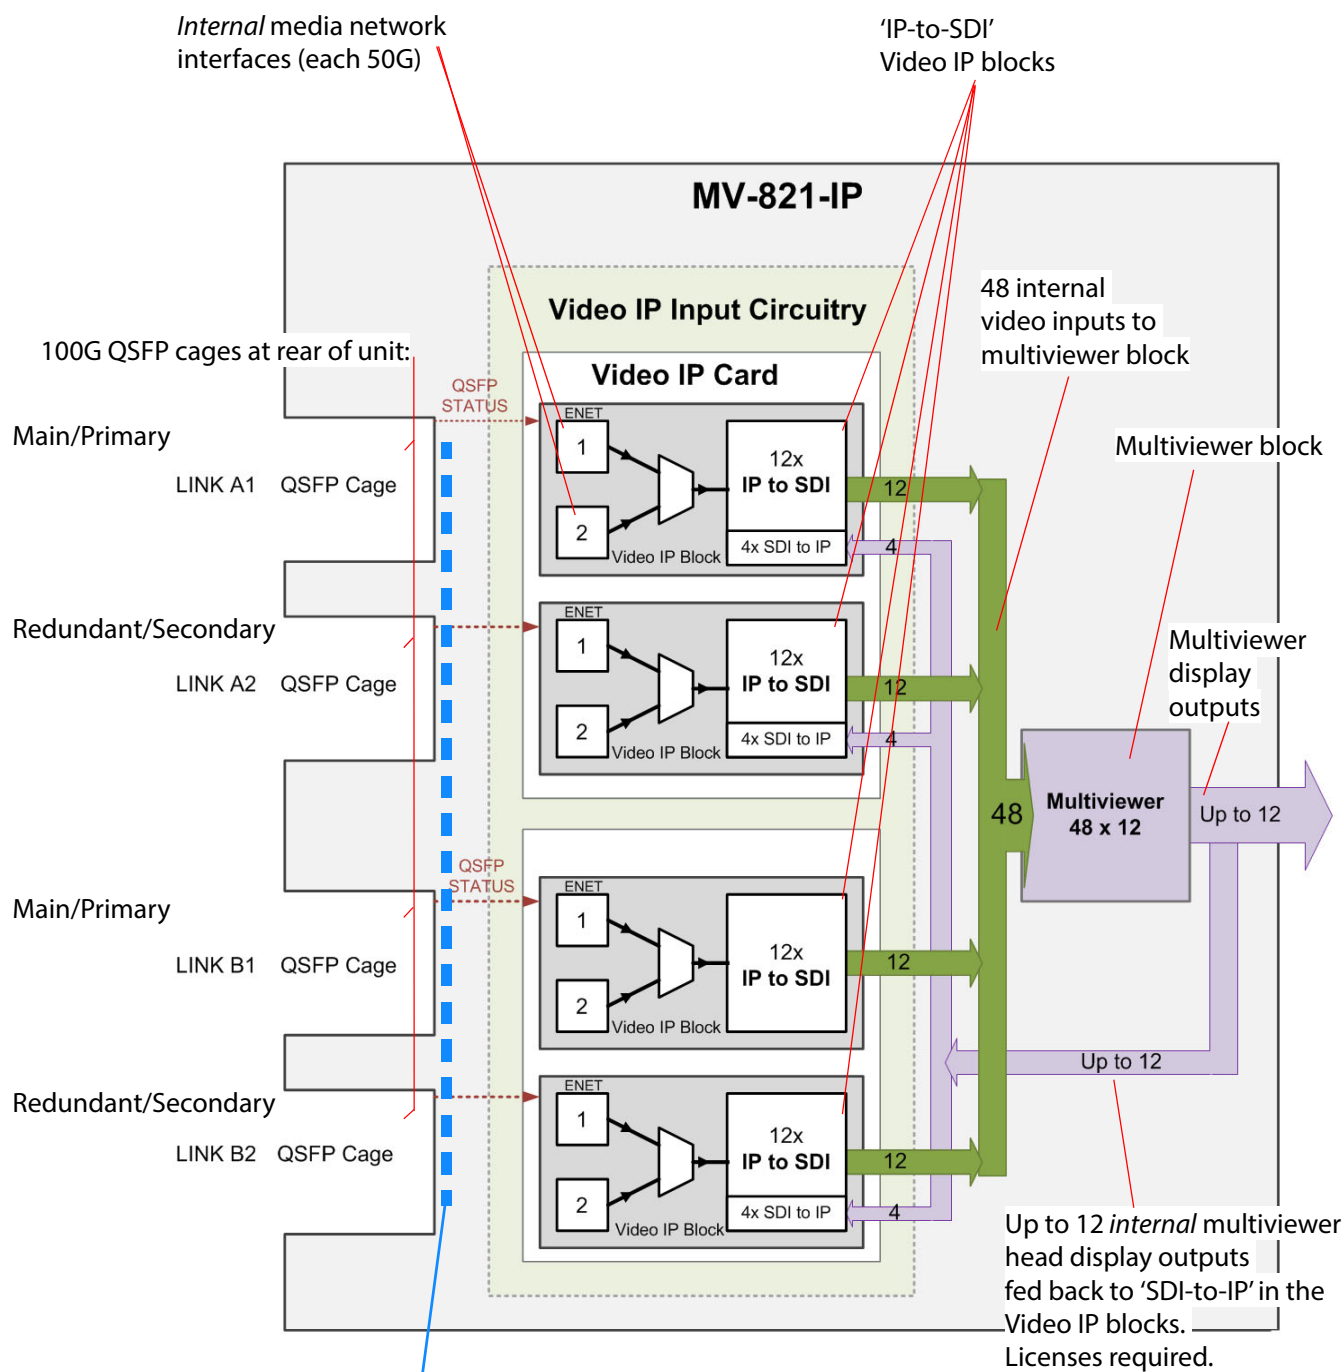 Internal media network
interfaces (each 50G)
‘IP-to-SDI’
Video IP blocks
MV-821-IP
Video IP Input Circuitry
48 internal
video inputs to
multiviewer block
100G QSFP cages at rear of unit:
Video IP Card
QSFP
STATUS
ENET
Main/Primary
1
12x
IP to SDI
Multiviewer block
LINK A1 QSFP Cage
12
2
4x SDI to IP
4
Video IP Block
ENET
Redundant/Secondary
1
12x
IP to SDI
LINK A2 QSFP Cage
12
2
4x SDI to IP
4
Video IP Block
Multiviewer
display
outputs
48
Multiviewer
48 x 12
Up to 12
QSFP
STATUS
ENET
Main/Primary
1
12x
IP to SDI
LINK B1 QSFP Cage
12
2
Video IP Block
Up to 12
ENET
Redundant/Secondary
1
12x
IP to SDI
LINK B2 QSFP Cage
12
2
4x SDI to IP
4
Video IP Block
Up to 12 internal multiviewer
head display outputs
fed back to ‘SDI-to-IP’ in the
Video IP blocks.
Licenses required.